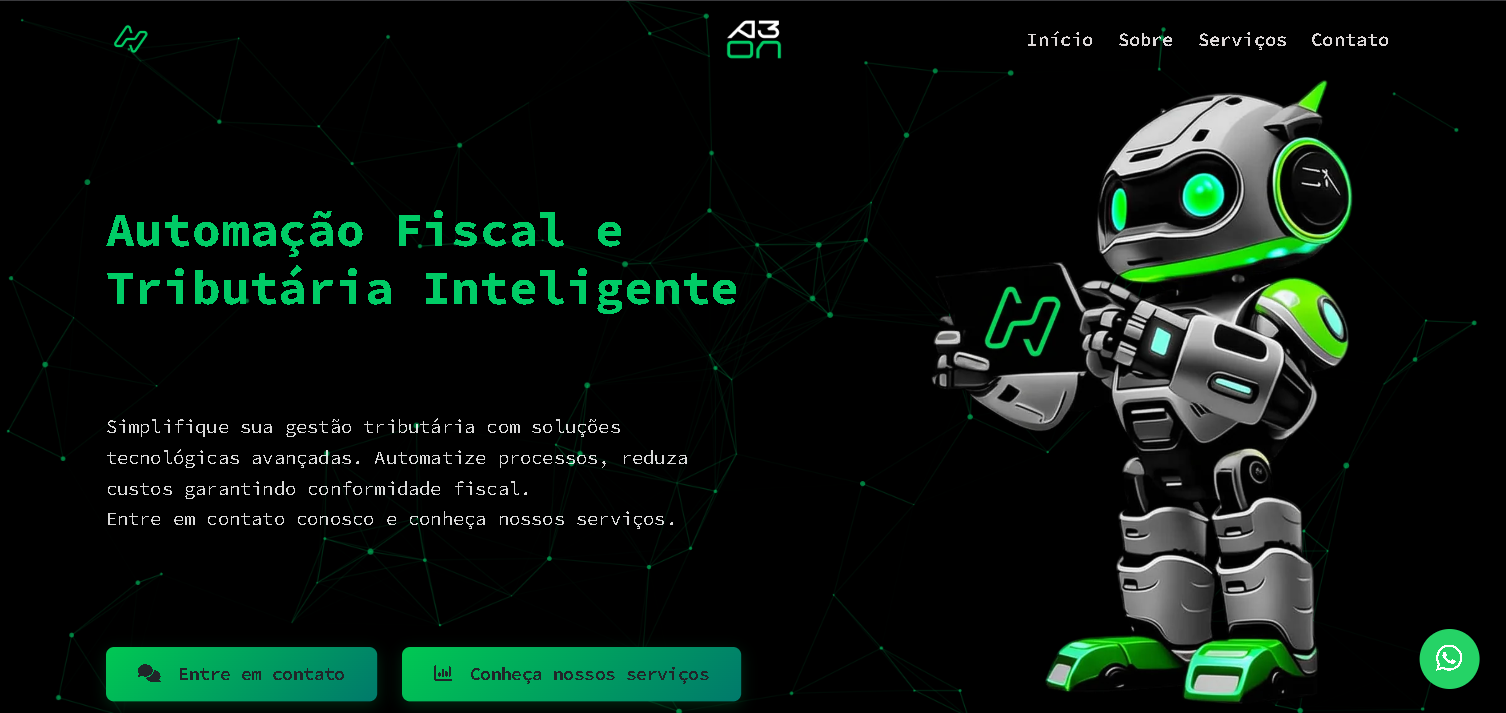 A3
ON
Início Sobre Serviços Contato
Automação Fiscal e
Tributária Inteligente
Simplifique sua gestão tributária com soluções
tecnológicas avançadas. Automatize processos, reduza
custos garantindo conformidade fiscal.
Entre em contato conosco e conheça nossos serviços.
Entre em contato
Conheça nossos serviços